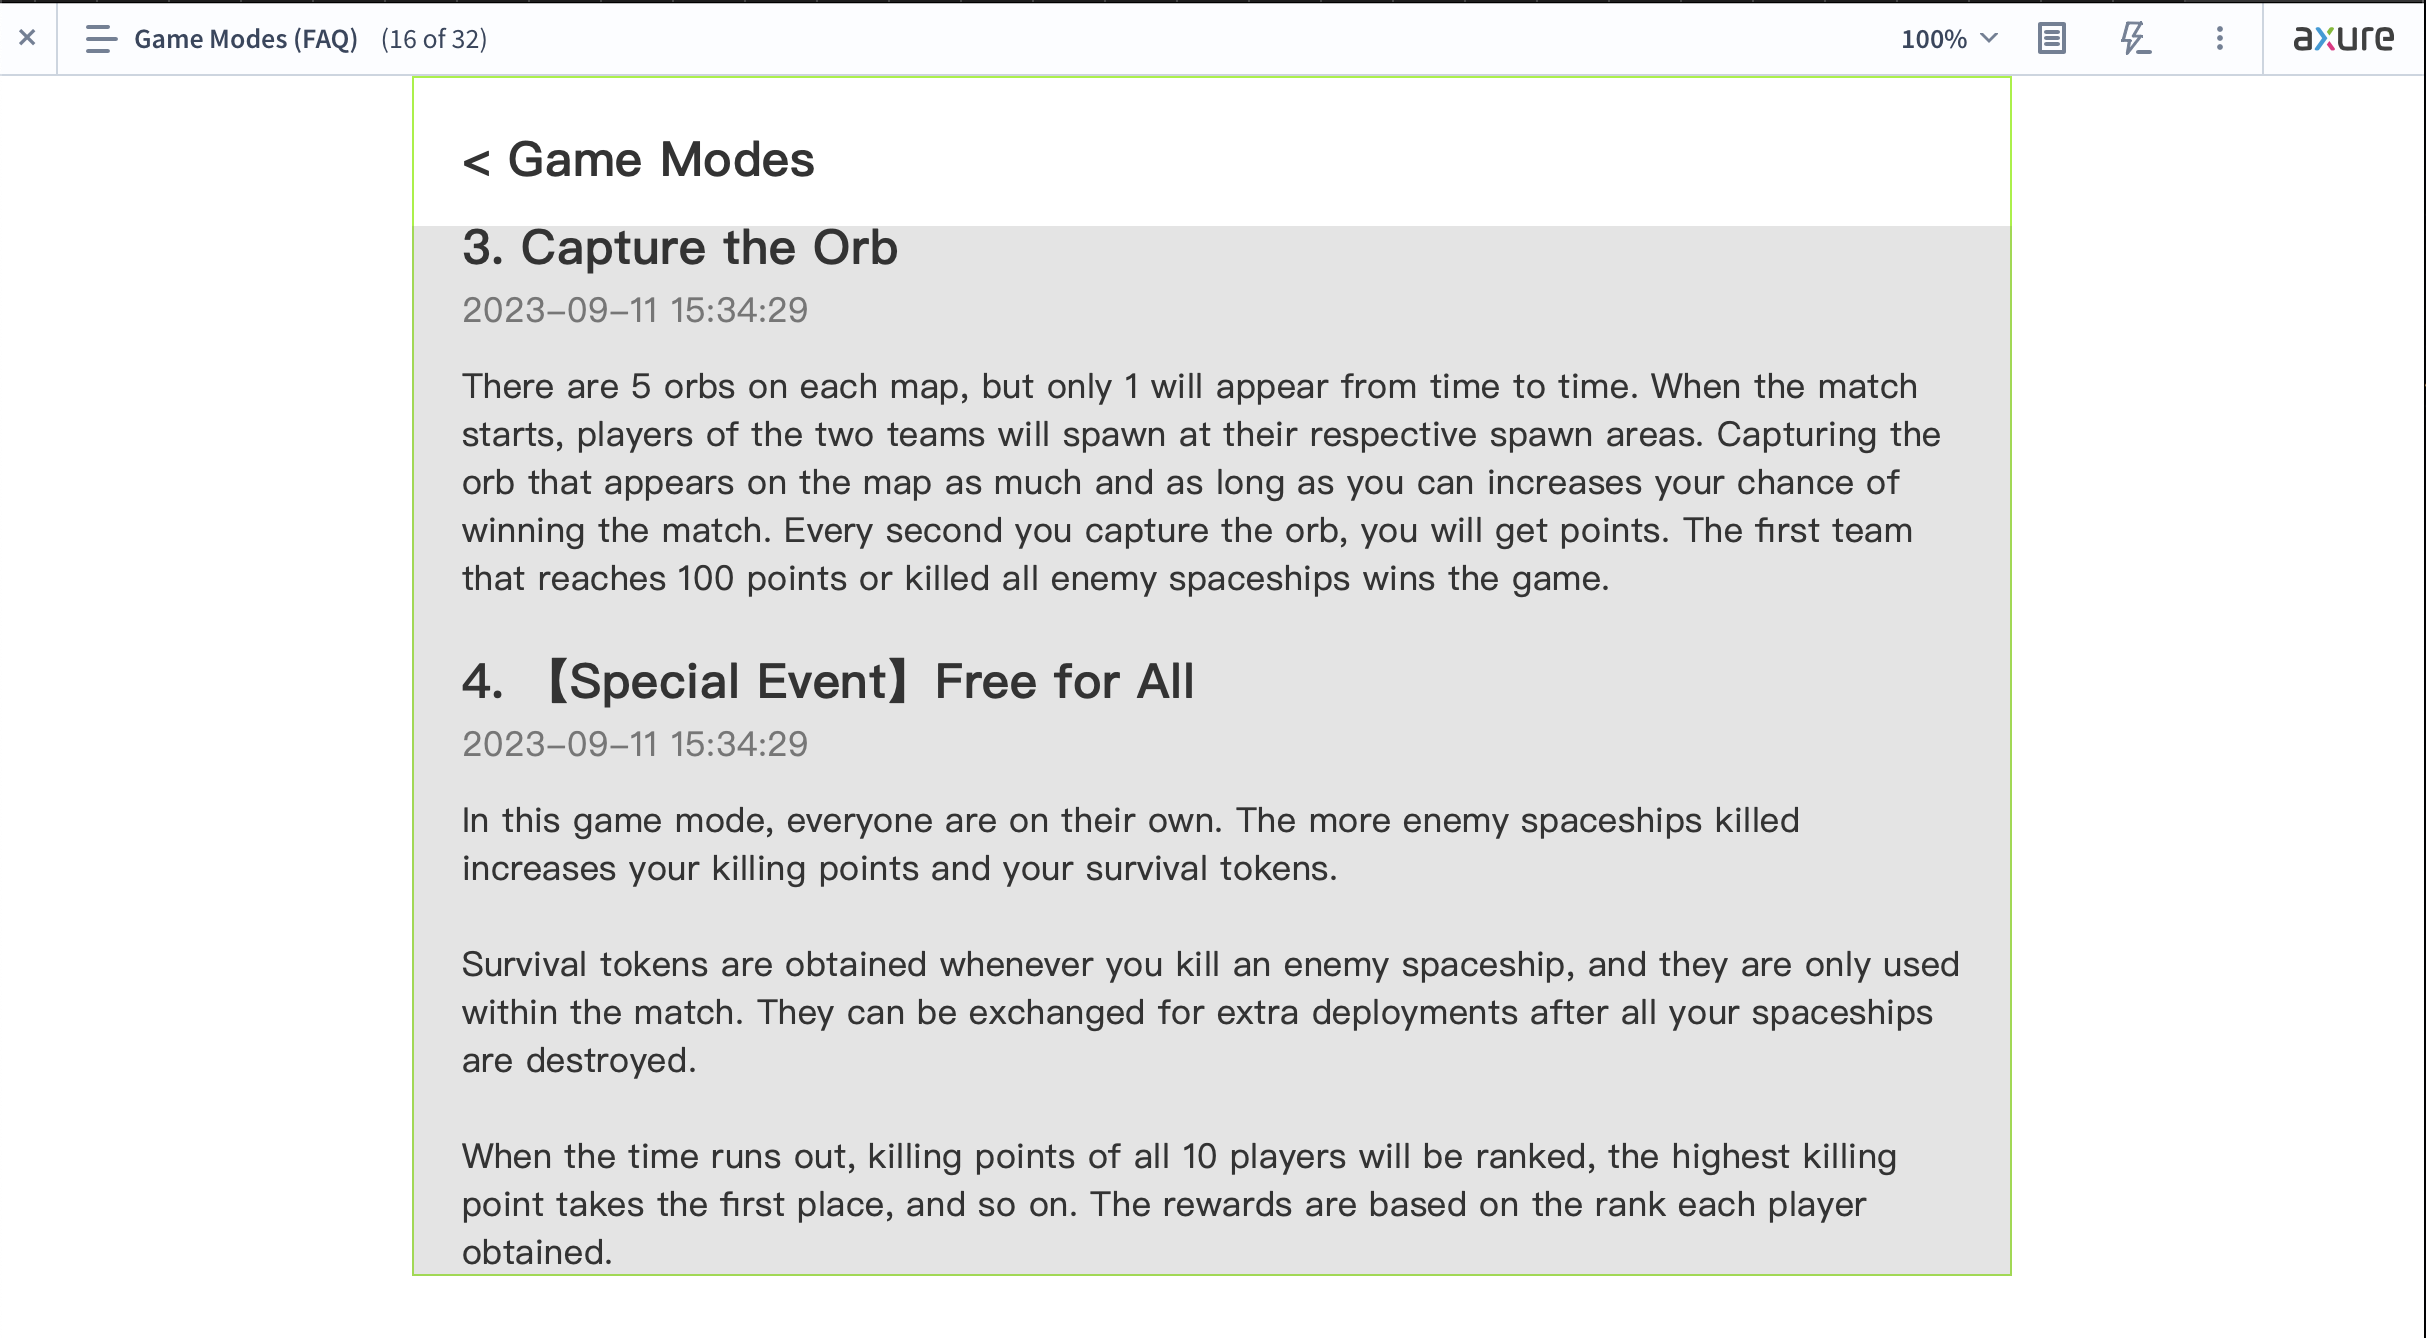 × Game Modes (FAQ) (16 of 32) 100% axure
< Game Modes
3. Capture the Orb
2023-09-11 15:34:29
There are 5 orbs on each map, but only 1 will appear from time to time. When the match
starts, players of the two teams will spawn at their respective spawn areas. Capturing the
orb that appears on the map as much and as long as you can increases your chance of
winning the match. Every second you capture the orb, you will get points. The first team
that reaches 100 points or killed all enemy spaceships wins the game.
4. 【Special Event】Free for All
2023-09-11 15:34:29
In this game mode, everyone are on their own. The more enemy spaceships killed
increases your killing points and your survival tokens.
Survival tokens are obtained whenever you kill an enemy spaceship, and they are only used
within the match. They can be exchanged for extra deployments after all your spaceships
are destroyed.
When the time runs out, killing points of all 10 players will be ranked, the highest killing
point takes the first place, and so on. The rewards are based on the rank each player
obtained.